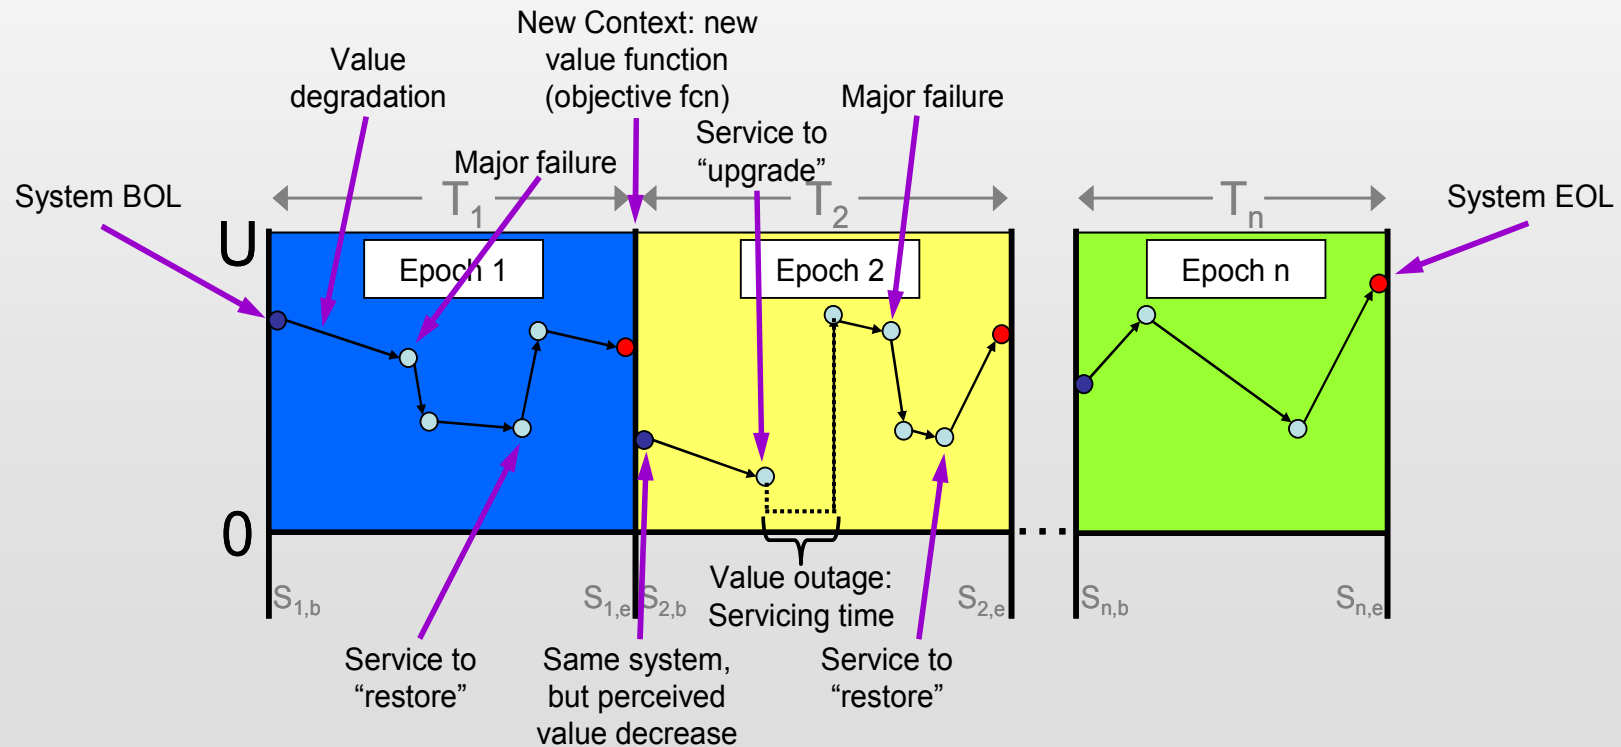 New Context: new
value function
(objective fcn)
Value
degradation
Major failure
Service to
“upgrade”
Major failure
System BOL
T1
T2
Tn
System EOL
U
Epoch 1
Epoch 2
Epoch n
0
....
Value outage:
Servicing time
S1,b
S1,e
S2,b
S2,e
Sn,b
Sn,e
Service to
“restore”
Same system,
but perceived
value decrease
Service to
“restore”